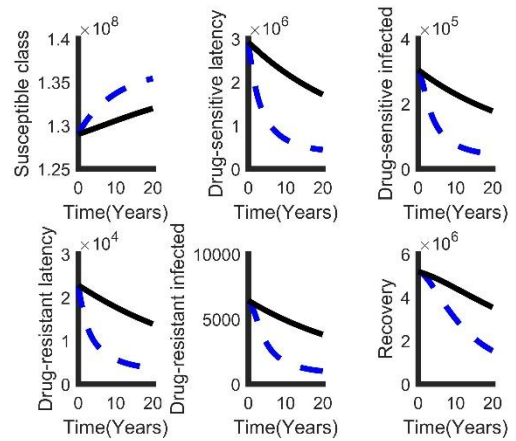 × 10^8
1.4
1.35
1.3
1.25
Susceptible class
0 10 20
Time(Years)
× 10^6
3
2
1
0
Drug-sensitive latency
0 10 20
Time(Years)
× 10^5
4
2
0
Drug-sensitive infected
0 10 20
Time(Years)
× 10^4
3
2
1
0
Drug-resistant latency
0 10 20
Time(Years)
10000
5000
0
Drug-resistant infected
0 10 20
Time(Years)
× 10^6
6
4
2
0
Recovery
0 10 20
Time(Years)